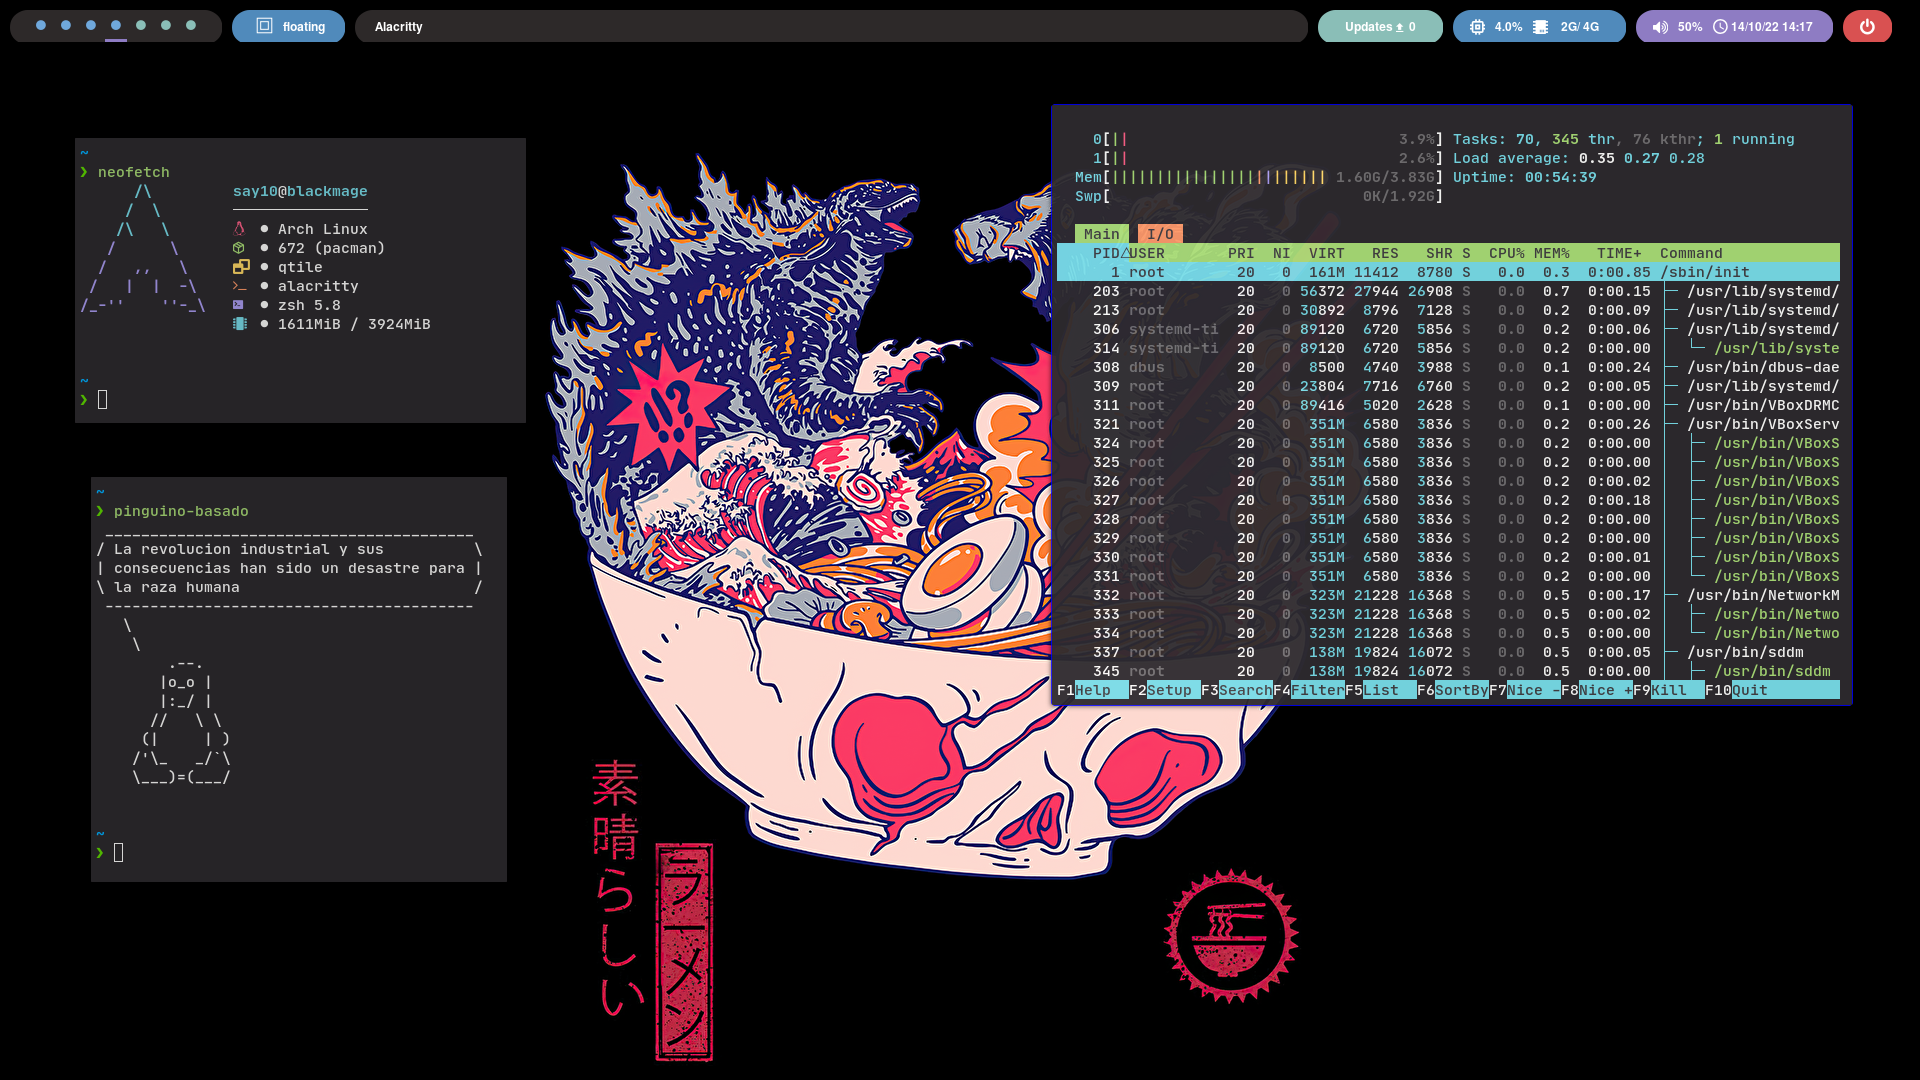 floating
Alacritty
Updates 0
4.0%
2G/ 4G
50%
14/10/22 14:17
~
❯ neofetch
say10@blackmage
● Arch Linux
● 672 (pacman)
● qtile
● alacritty
● zsh 5.8
● 1611MiB / 3924MiB
~
❯
~
❯ pinguino-basado
_________________________________________
/ La revolucion industrial y sus \
| consecuencias han sido un desastre para |
\ la raza humana /
-----------------------------------------
\
\
.--.
|o_o |
|:_/ |
// \ \
(| | )
/'\_ _/`\
\___)=(___/
~
❯
!!?
素晴らしい
ラーメン
0[|| 3.9%] Tasks: 70, 345 thr, 76 kthr; 1 running
1[|| 2.6%] Load average: 0.35 0.27 0.28
Mem[|||||||||||||||||||||||| 1.60G/3.83G] Uptime: 00:54:39
Swp[ 0K/1.92G]
Main I/O
PID△USER PRI NI VIRT RES SHR S CPU% MEM% TIME+ Command
1 root 20 0 161M 11412 8780 S 0.0 0.3 0:00.85 /sbin/init
203 root 20 0 56372 27944 26908 S 0.0 0.7 0:00.15 ├─ /usr/lib/systemd/
213 root 20 0 30892 8796 7128 S 0.0 0.2 0:00.09 ├─ /usr/lib/systemd/
306 systemd-ti 20 0 89120 6720 5856 S 0.0 0.2 0:00.06 ├─ /usr/lib/systemd/
314 systemd-ti 20 0 89120 6720 5856 S 0.0 0.2 0:00.00 │ └─ /usr/lib/syste
308 dbus 20 0 8500 4740 3988 S 0.0 0.1 0:00.24 ├─ /usr/bin/dbus-dae
309 root 20 0 23804 7716 6760 S 0.0 0.2 0:00.05 ├─ /usr/lib/systemd/
311 root 20 0 89416 5020 2628 S 0.0 0.1 0:00.00 ├─ /usr/bin/VBoxDRMC
321 root 20 0 351M 6580 3836 S 0.0 0.2 0:00.26 ├─ /usr/bin/VBoxServ
324 root 20 0 351M 6580 3836 S 0.0 0.2 0:00.00 │ ├─ /usr/bin/VBoxS
325 root 20 0 351M 6580 3836 S 0.0 0.2 0:00.00 │ ├─ /usr/bin/VBoxS
326 root 20 0 351M 6580 3836 S 0.0 0.2 0:00.02 │ ├─ /usr/bin/VBoxS
327 root 20 0 351M 6580 3836 S 0.0 0.2 0:00.18 │ ├─ /usr/bin/VBoxS
328 root 20 0 351M 6580 3836 S 0.0 0.2 0:00.00 │ ├─ /usr/bin/VBoxS
329 root 20 0 351M 6580 3836 S 0.0 0.2 0:00.00 │ ├─ /usr/bin/VBoxS
330 root 20 0 351M 6580 3836 S 0.0 0.2 0:00.01 │ ├─ /usr/bin/VBoxS
331 root 20 0 351M 6580 3836 S 0.0 0.2 0:00.00 │ └─ /usr/bin/VBoxS
332 root 20 0 323M 21228 16368 S 0.0 0.5 0:00.17 ├─ /usr/bin/NetworkM
333 root 20 0 323M 21228 16368 S 0.0 0.5 0:00.02 │ ├─ /usr/bin/Netwo
334 root 20 0 323M 21228 16368 S 0.0 0.5 0:00.00 │ └─ /usr/bin/Netwo
337 root 20 0 138M 19824 16072 S 0.0 0.5 0:00.05 ├─ /usr/bin/sddm
345 root 20 0 138M 19824 16072 S 0.0 0.5 0:00.00 │ ├─ /usr/bin/sddm
F1Help F2Setup F3SearchF4FilterF5List F6SortByF7Nice -F8Nice +F9Kill F10Quit